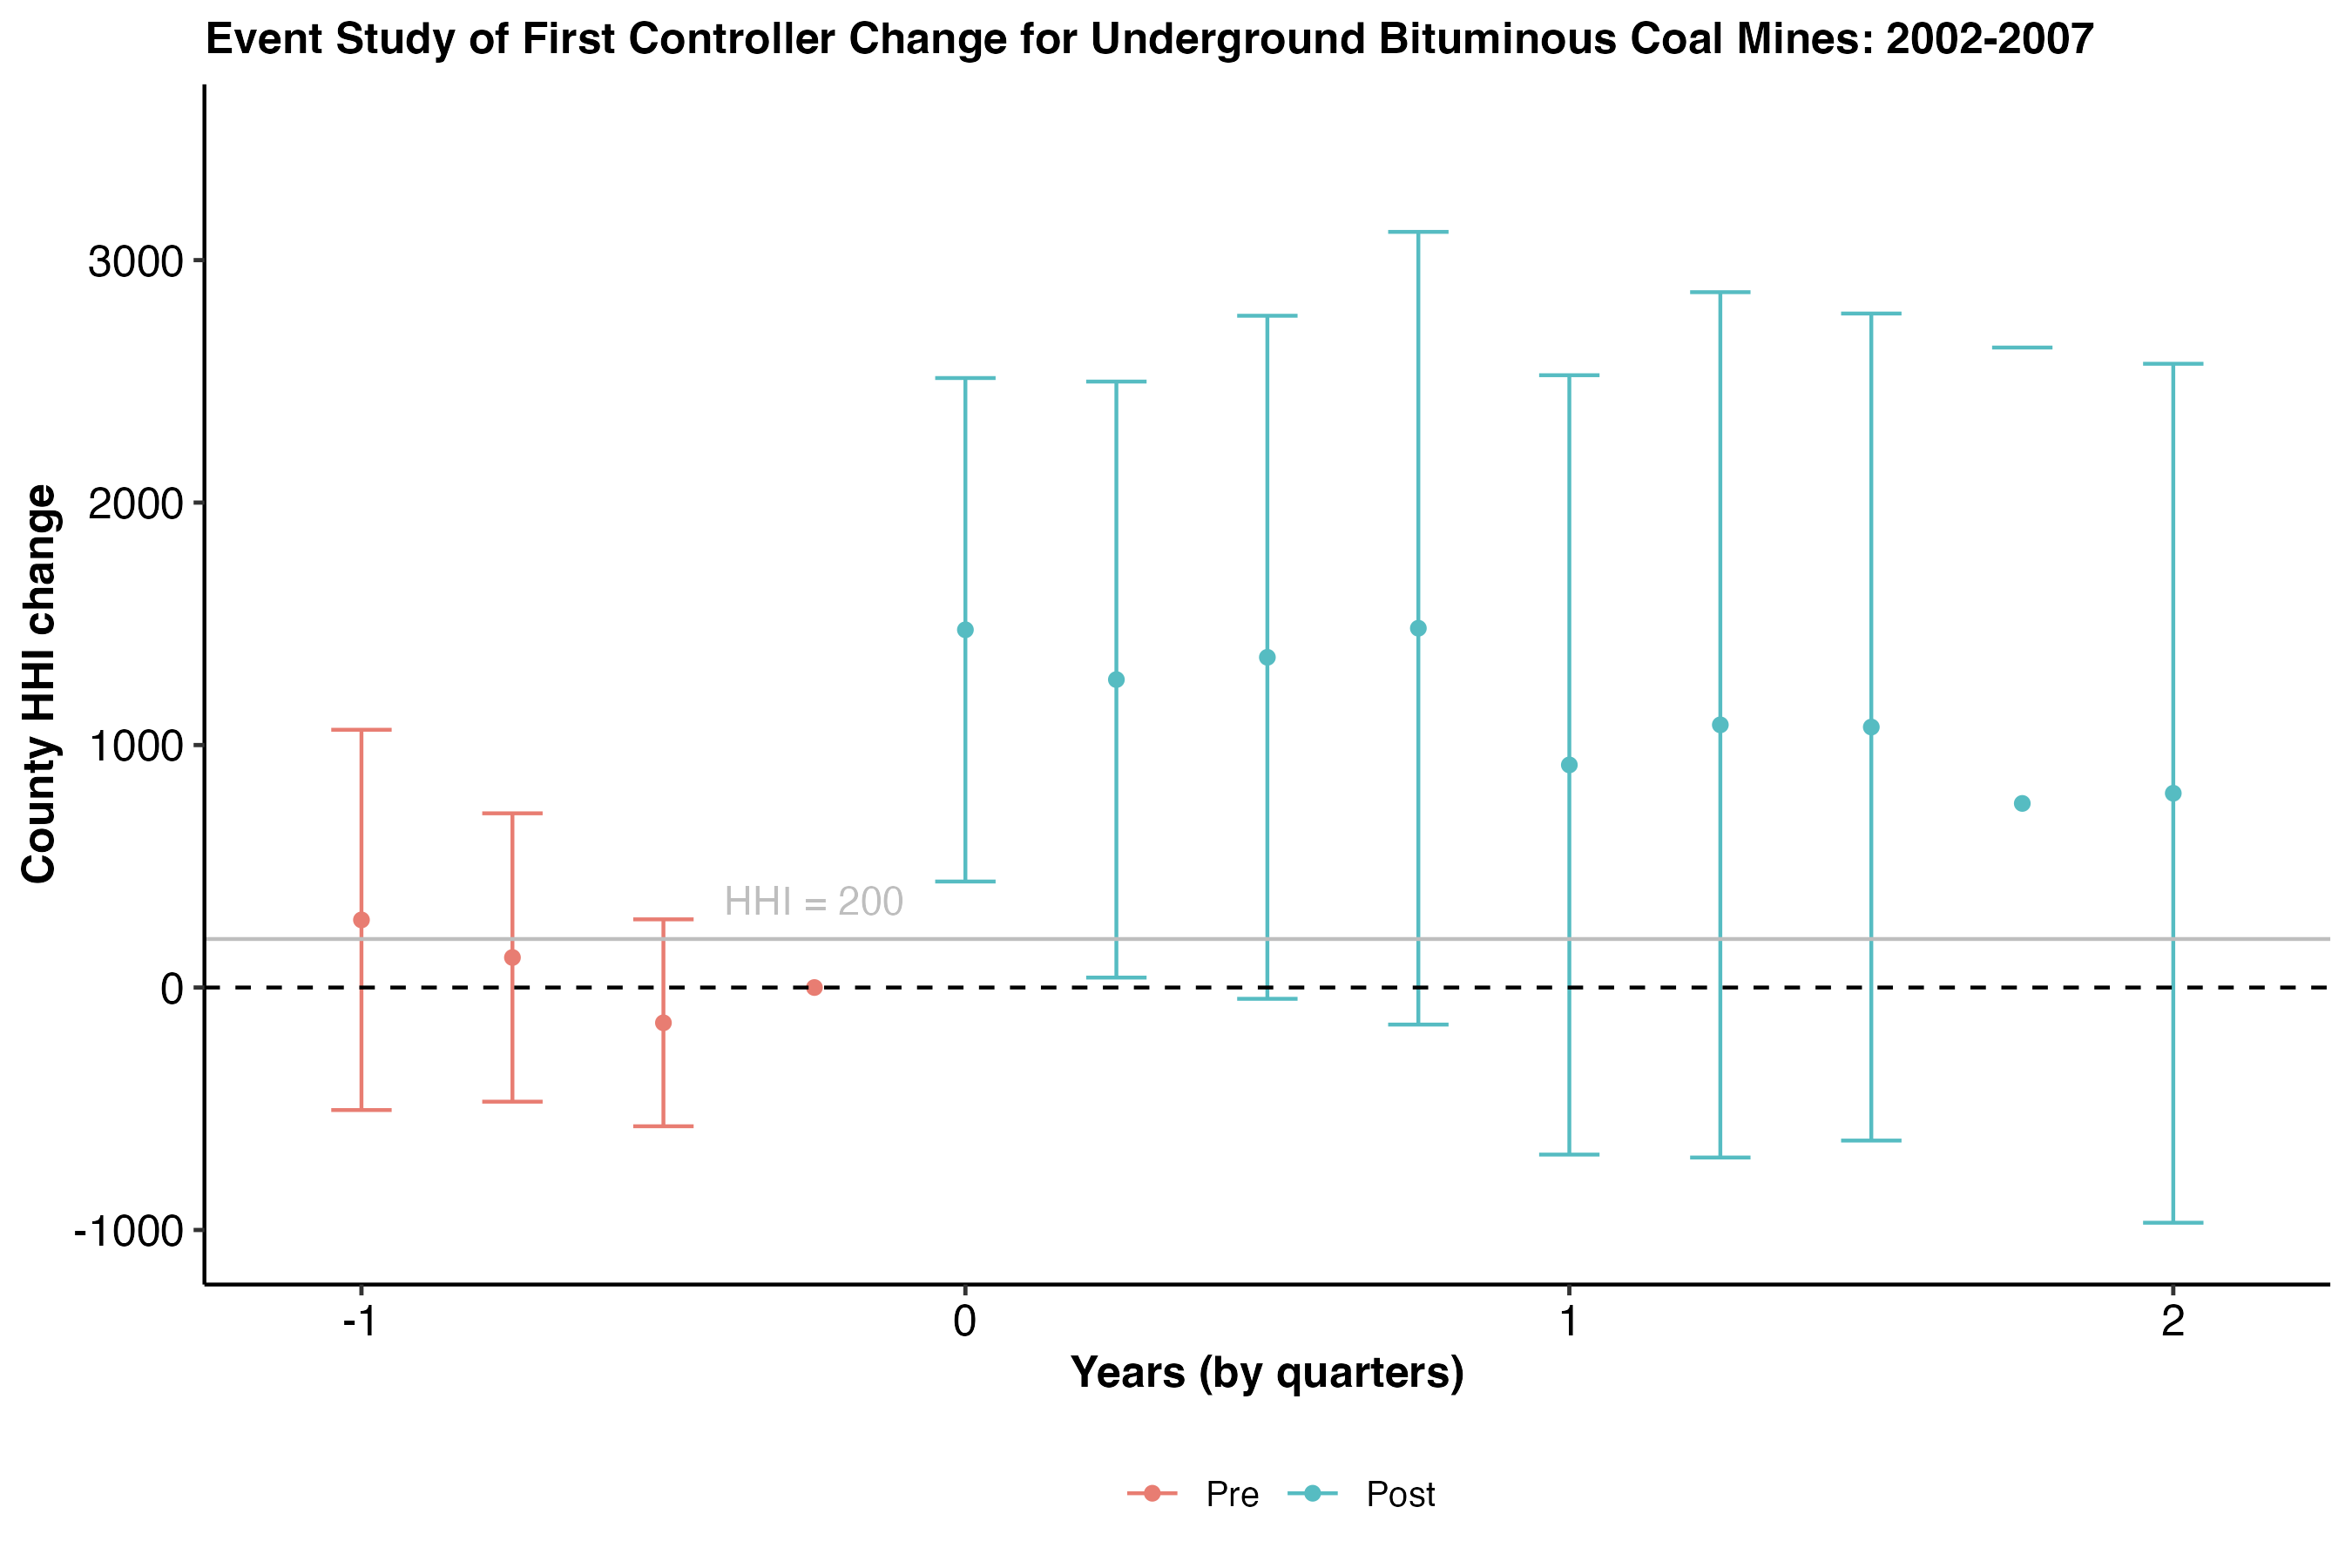 Event Study of First Controller Change for Underground Bituminous Coal Mines: 2002-2007
County HHI change
3000
2000
1000
0
-1000
HHI = 200
-1
0
1
2
Years (by quarters)
Pre
Post